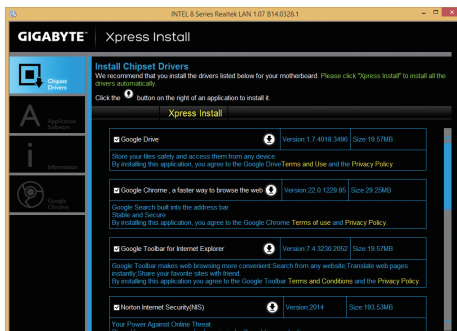 INTEL 8 Series Realtek LAN 1.07 B14.0328.1
GIGABYTE™ Xpress Install
Chipset
Drivers
Application
Software
Information
Google
Chrome
Install Chipset Drivers
We recommend that you install the drivers listed below for your motherboard. Please click "Xpress Install" to install all the
drivers automatically.
Click the button on the right of an application to install it.
Xpress Install
Google Drive Version:1.7.4018.3496 Size:19.57MB
Store your files safely and access them from any device.
By installing this application, you agree to the Google DriveTerms and Use and the Privacy Policy
Google Chrome , a faster way to browse the web Version:22.0.1229.95 Size:29.25MB
Google Search built into the address bar
Stable and Secure
By installing this application, you agree to the Google Chrome Terms of use and Privacy Policy
Google Toolbar for Internet Explorer Version:7.4.3230.2052 Size:19.57MB
Google Toolbar makes web browsing more convenient:Search from any website;Translate web pages
instantly;Share your favorite sites with friend.
By installing this application, you agree to the Google Toolbar Terms and Conditions and the Privacy Policy.
Norton Internet Security(NIS) Version:2014 Size:193.53MB
Your Power Against Online Threat.